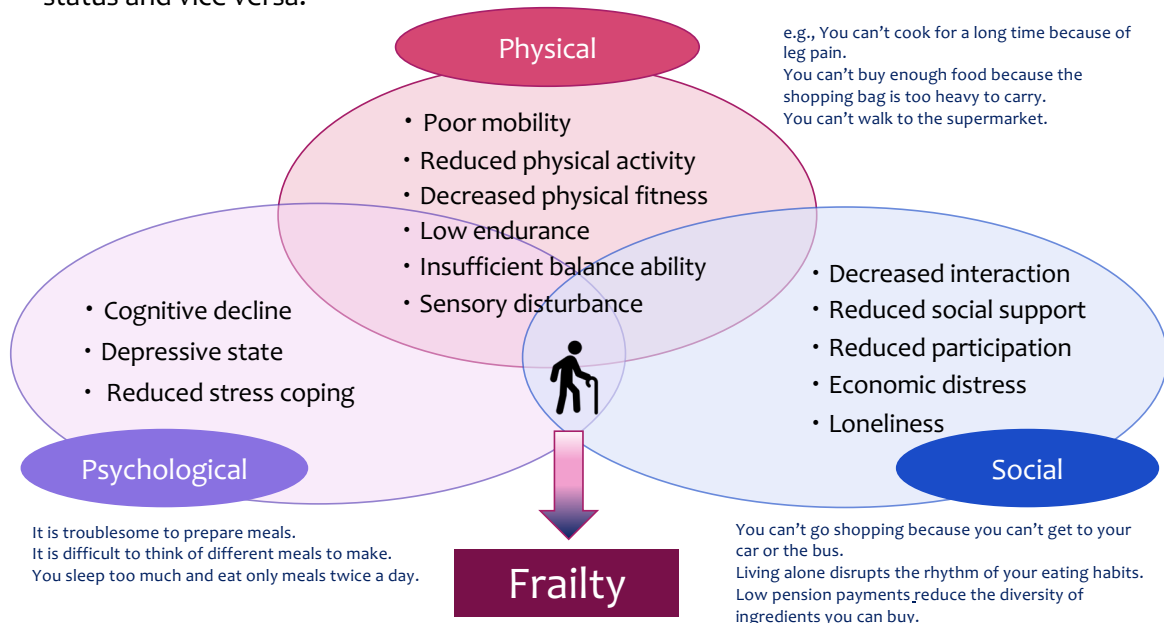 status and vice versa.
Physical
e.g., You can't cook for a long time because of
leg pain.
You can't buy enough food because the
shopping bag is too heavy to carry.
You can't walk to the supermarket.
・Poor mobility
・Reduced physical activity
・Decreased physical fitness
・Low endurance
・Insufficient balance ability
・Sensory disturbance
・Cognitive decline
・Depressive state
・Reduced stress coping
・Decreased interaction
・Reduced social support
・Reduced participation
・Economic distress
・Loneliness
Psychological
Social
It is troublesome to prepare meals.
It is difficult to think of different meals to make.
You sleep too much and eat only meals twice a day.
Frailty
You can't go shopping because you can't get to your
car or the bus.
Living alone disrupts the rhythm of your eating habits.
Low pension payments reduce the diversity of
ingredients you can buy.